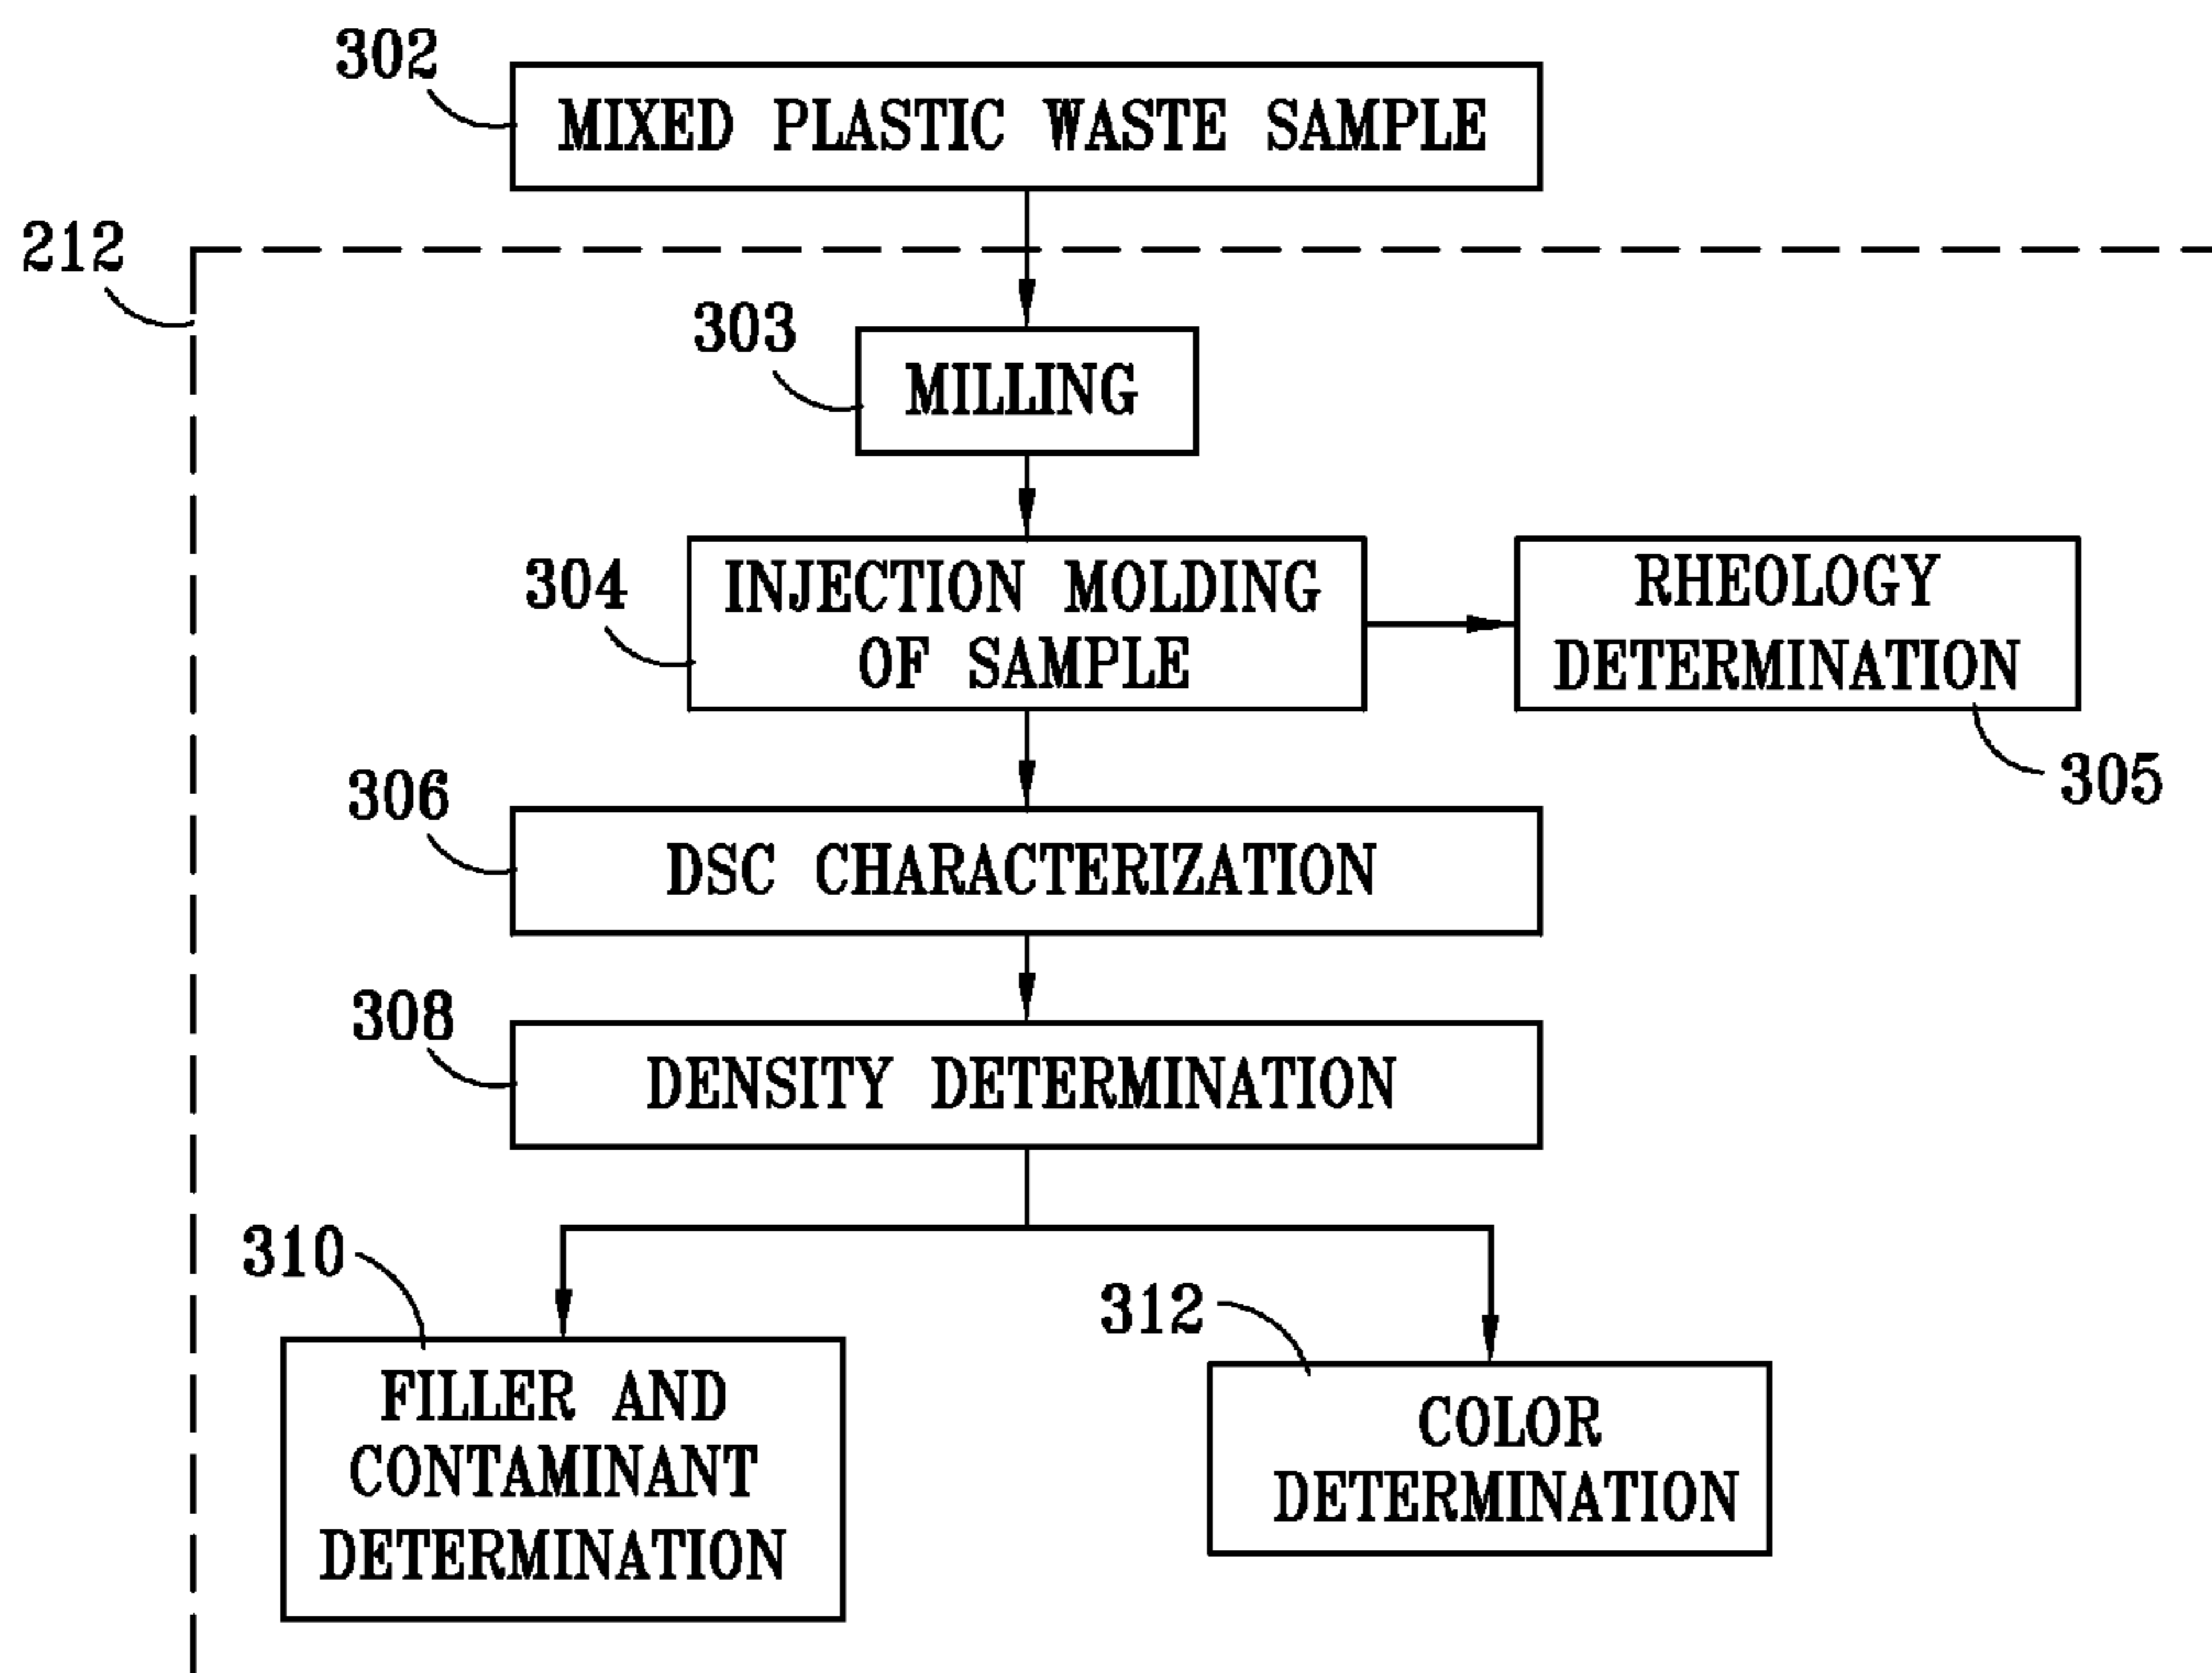 302
MIXED PLASTIC WASTE SAMPLE
212
303
MILLING
304
INJECTION MOLDING
OF SAMPLE
RHEOLOGY
DETERMINATION
305
306
DSC CHARACTERIZATION
308
DENSITY DETERMINATION
310
FILLER AND
CONTAMINANT
DETERMINATION
312
COLOR
DETERMINATION